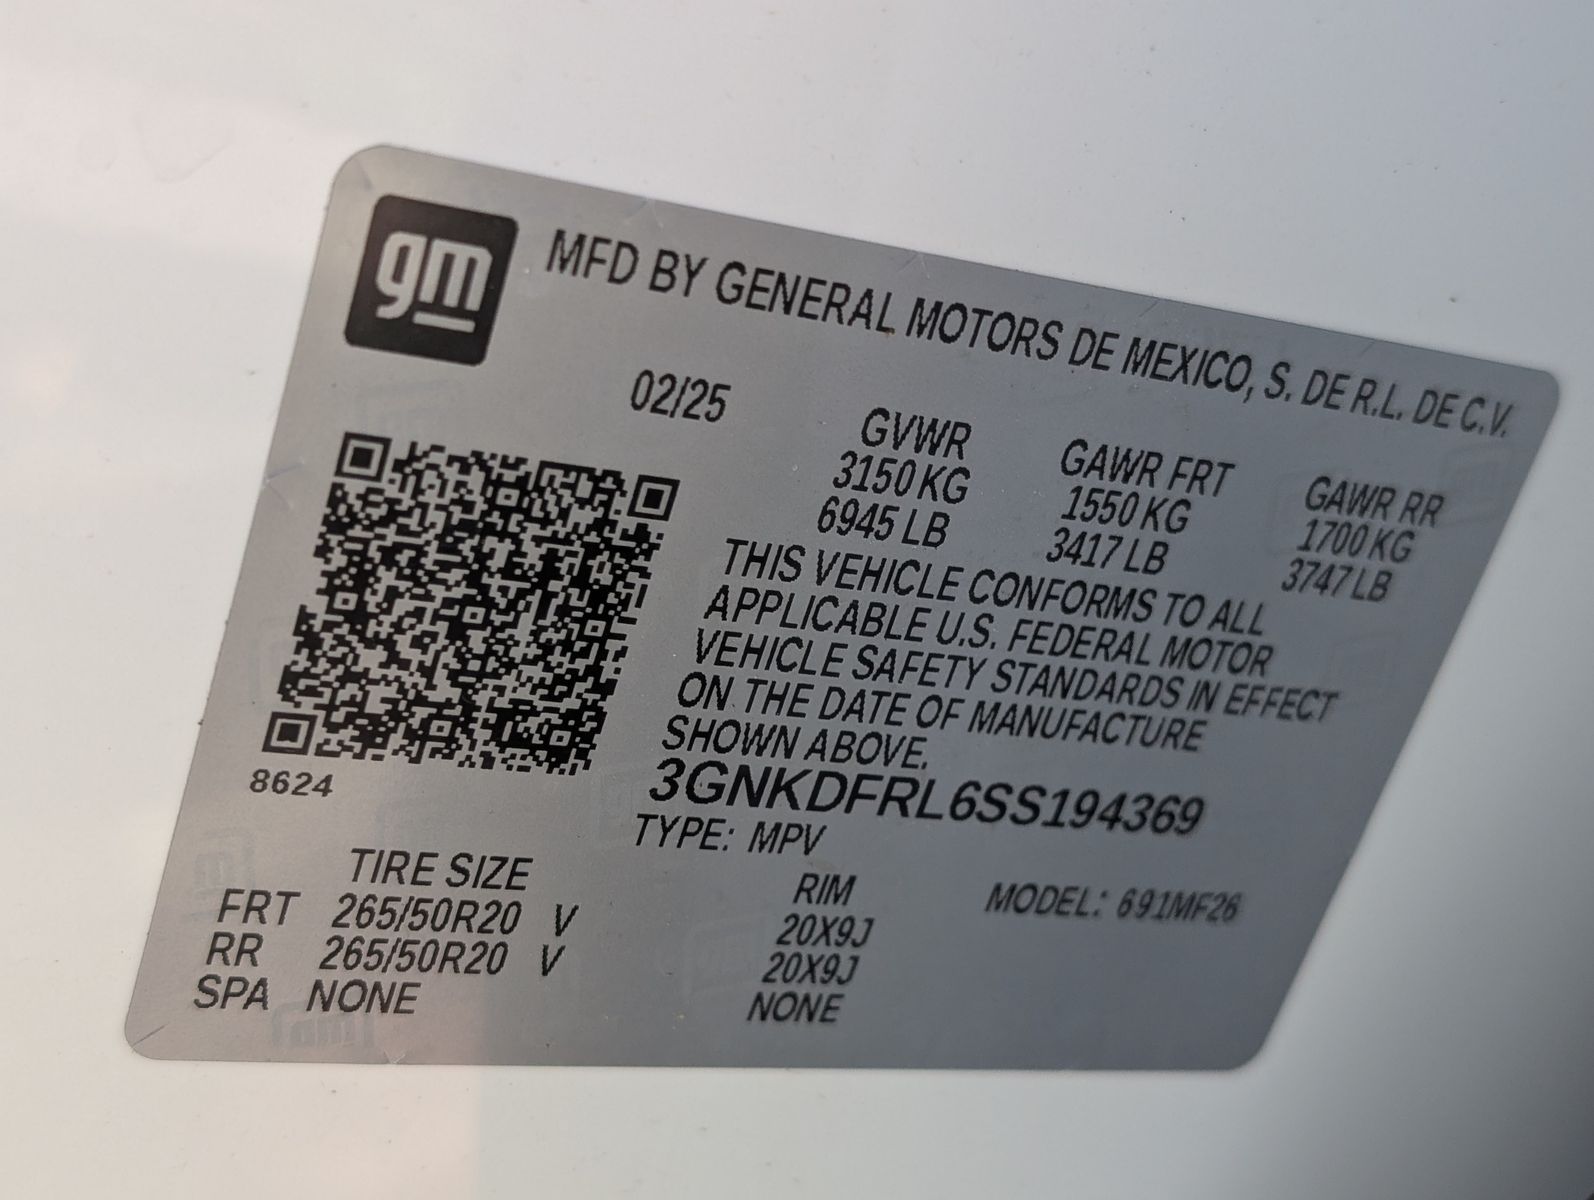 gm
MFD BY GENERAL MOTORS DE MEXICO, S. DE R.L. DE C.V.
02/25
GVWR GAWR FRT GAWR RR
3150 KG 1550 KG 1700 KG
6945 LB 3417 LB 3747 LB
THIS VEHICLE CONFORMS TO ALL
APPLICABLE U.S. FEDERAL MOTOR
VEHICLE SAFETY STANDARDS IN EFFECT
ON THE DATE OF MANUFACTURE
SHOWN ABOVE.
8624
3GNKDFRL6SS194369
TYPE: MPV
MODEL: 691MF26
TIRE SIZE RIM
FRT 265/50R20 V 20X9J
RR 265/50R20 V 20X9J
SPA NONE NONE